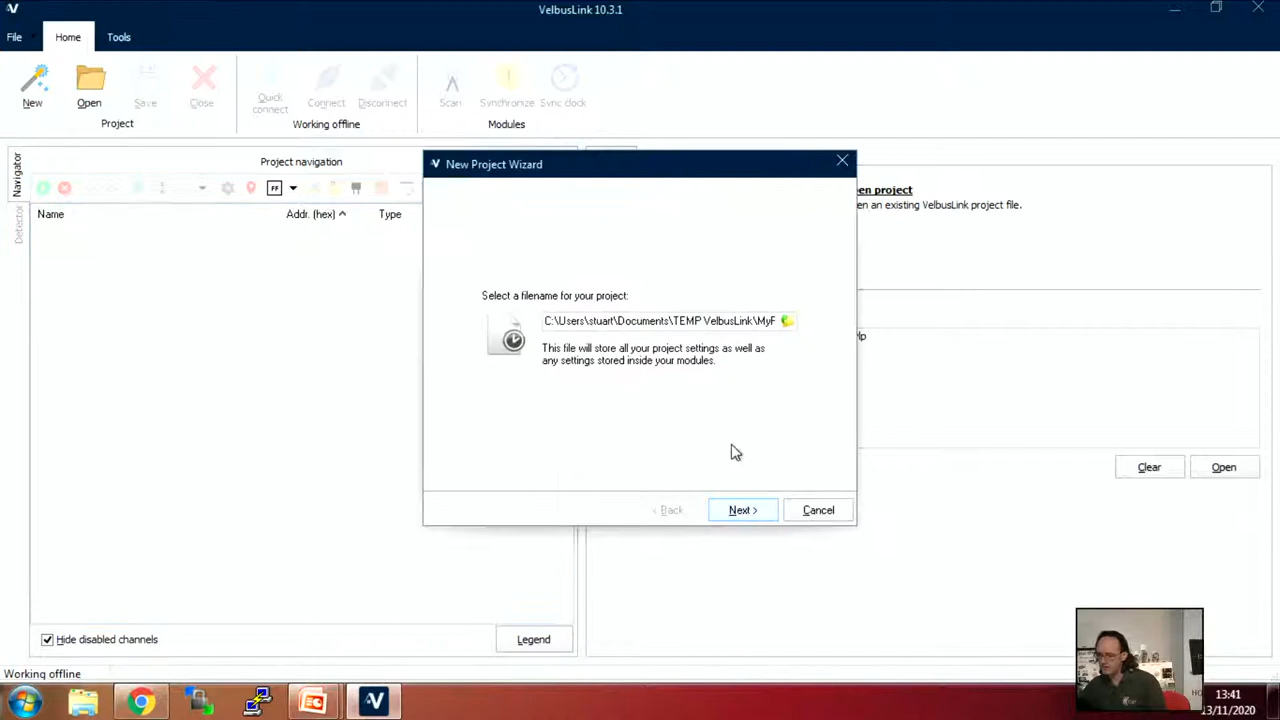 VelbusLink 10.3.1
File
Home
Tools
New
Open
Save
Close
Quick connect
Connect
Disconnect
Scan
Synchronize
Sync clock
Project
Working offline
Modules
Navigator
Detector
Project navigation
FF
Name
Addr. (hex)
Type
New Project Wizard
Select a filename for your project:
C:\Users\stuart\Documents\TEMP VelbusLink\MyF
This file will store all your project settings as well as
any settings stored inside your modules.
< Back
Next >
Cancel
en project
en an existing VelbusLink project file.
lp
Clear
Open
Hide disabled channels
Legend
Working offline
13:41
13/11/2020